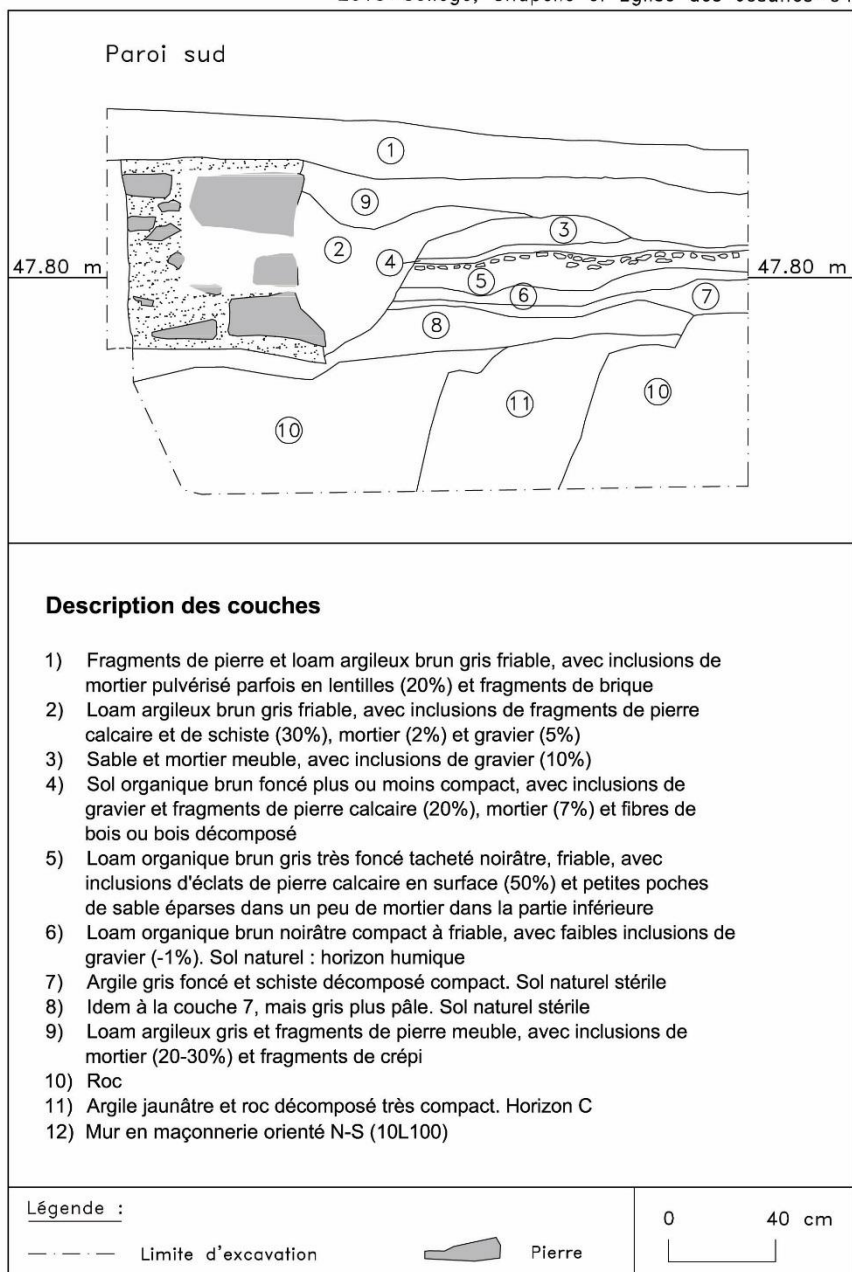 Paroi sud
1
9
2
3
4
47.80 m
47.80 m
5
6
7
8
10
11
10
Description des couches
1) Fragments de pierre et loam argileux brun gris friable, avec inclusions de
mortier pulvérisé parfois en lentilles (20%) et fragments de brique
2) Loam argileux brun gris friable, avec inclusions de fragments de pierre
calcaire et de schiste (30%), mortier (2%) et gravier (5%)
3) Sable et mortier meuble, avec inclusions de gravier (10%)
4) Sol organique brun foncé plus ou moins compact, avec inclusions de
gravier et fragments de pierre calcaire (20%), mortier (7%) et fibres de
bois ou bois décomposé
5) Loam organique brun gris très foncé tacheté noirâtre, friable, avec
inclusions d'éclats de pierre calcaire en surface (50%) et petites poches
de sable éparses dans un peu de mortier dans la partie inférieure
6) Loam organique brun noirâtre compact à friable, avec faibles inclusions de
gravier (-1%). Sol naturel : horizon humique
7) Argile gris foncé et schiste décomposé compact. Sol naturel stérile
8) Idem à la couche 7, mais gris plus pâle. Sol naturel stérile
9) Loam argileux gris et fragments de pierre meuble, avec inclusions de
mortier (20-30%) et fragments de crépi
10) Roc
11) Argile jaunâtre et roc décomposé très compact. Horizon C
12) Mur en maçonnerie orienté N-S (10L100)
Légende :
Limite d'excavation
Pierre
0 40 cm